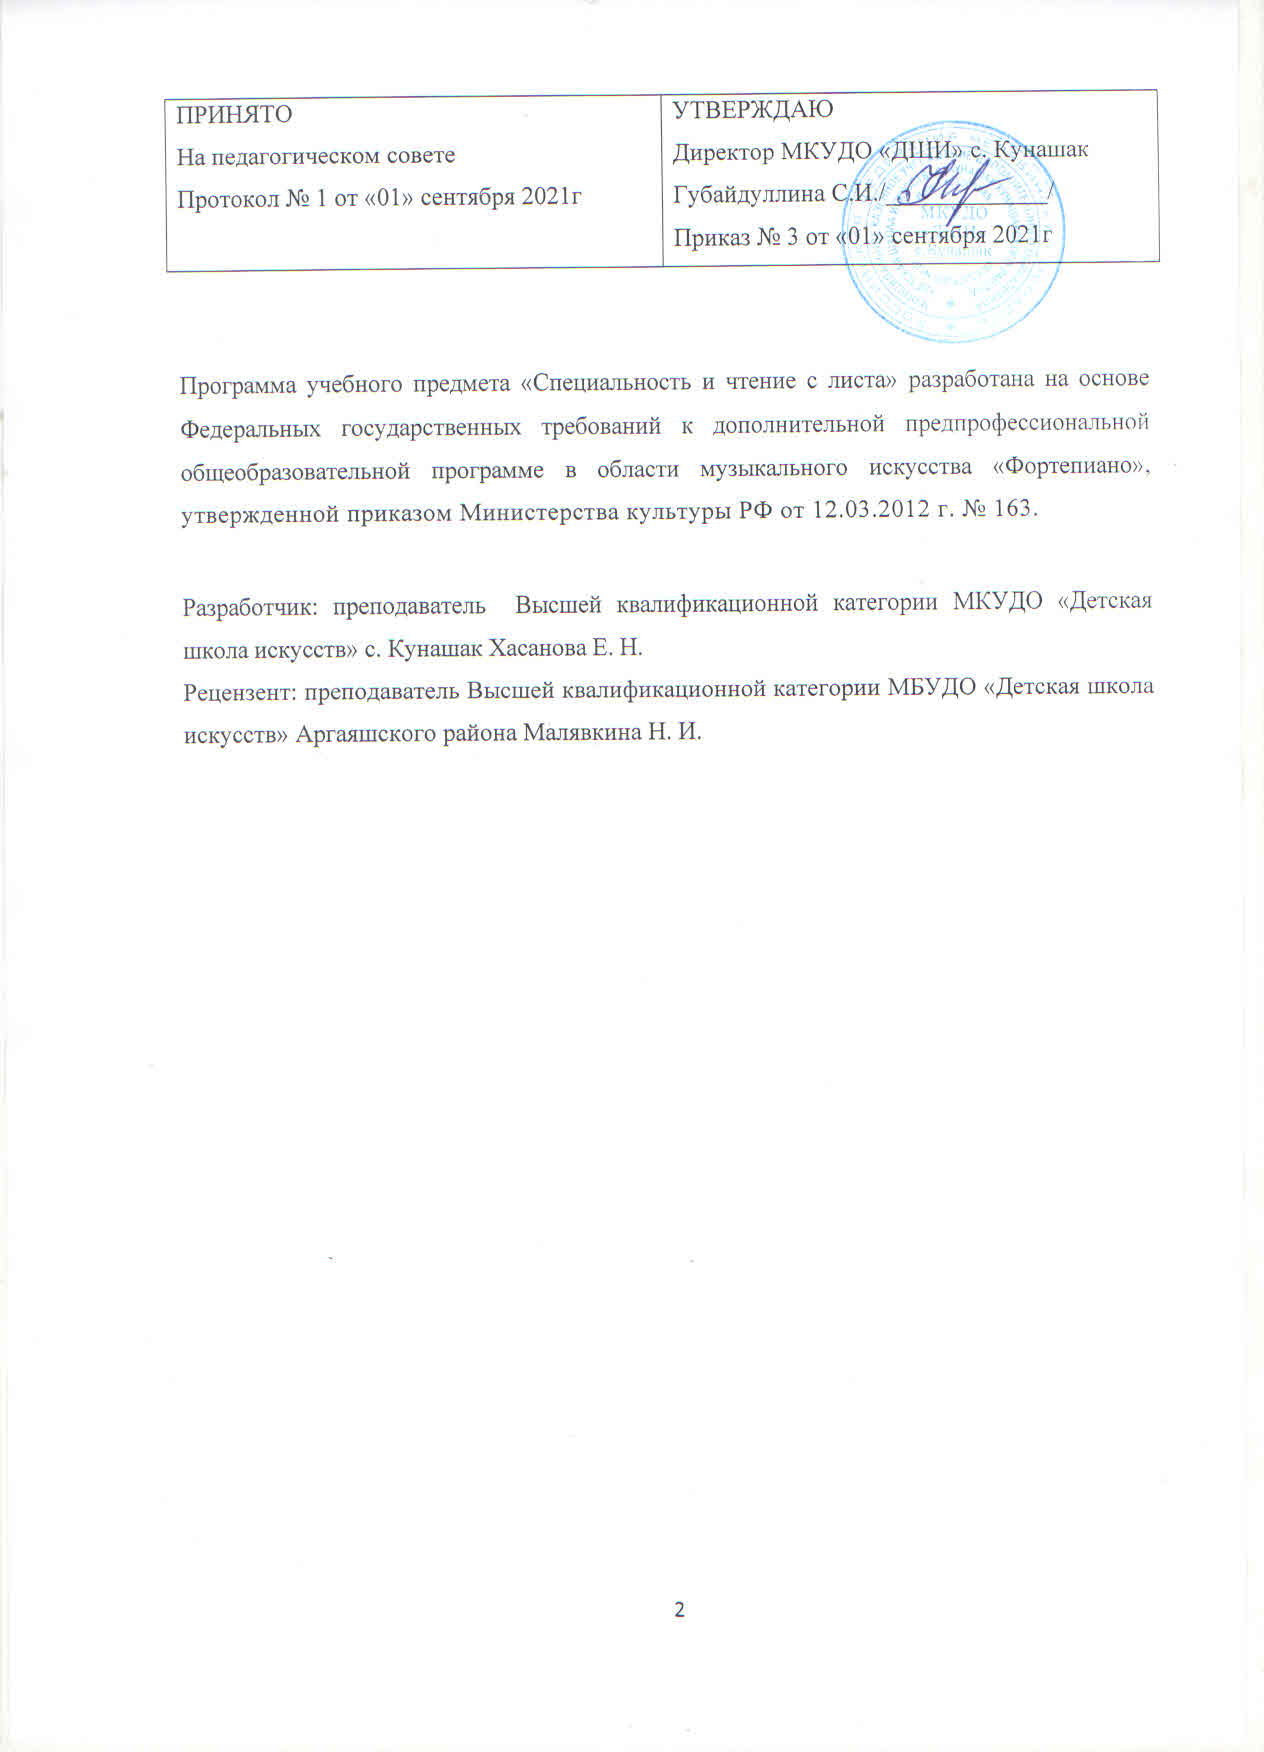 ПРИНЯТО
На педагогическом совете
Протокол № 1 от «01» сентября 2021г
УТВЕРЖДАЮ
Директор МКУДО «ДШИ» с. Кунашак
Губайдуллина С.И./____________/
Приказ № 3 от «01» сентября 2021г
МКУДО
Программа учебного предмета «Специальность и чтение с листа» разработана на основе
Федеральных государственных требований к дополнительной предпрофессиональной
общеобразовательной программе в области музыкального искусства «Фортепиано»,
утвержденной приказом Министерства культуры РФ от 12.03.2012 г. № 163.
Разработчик: преподаватель Высшей квалификационной категории МКУДО «Детская
школа искусств» с. Кунашак Хасанова Е. Н.
Рецензент: преподаватель Высшей квалификационной категории МБУДО «Детская школа
искусств» Аргаяшского района Малявкина Н. И.
2